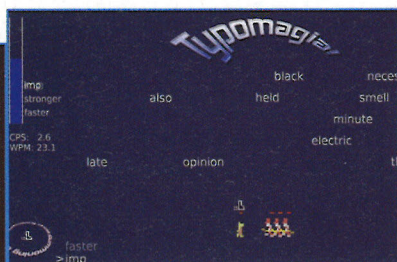 Typomagia
black neces
imp
stronger also held smell
faster
minute
CPS: 2.6
electric
WPM: 23.1
late opinion
faster
>imp